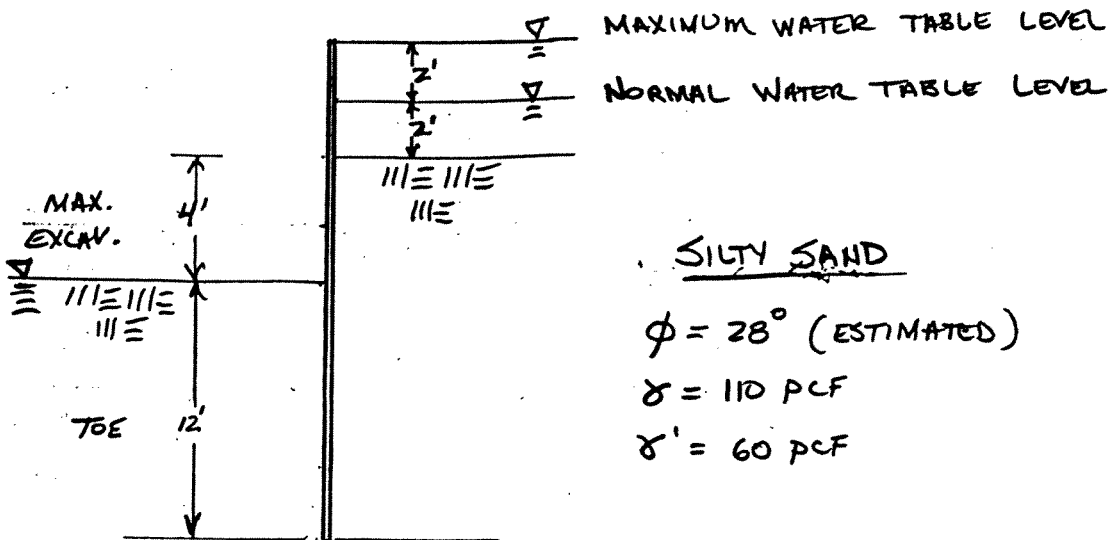 MAXIMUM WATER TABLE LEVEL
2'
NORMAL WATER TABLE LEVEL
2'
MAX.
EXCAV.
4'
SILTY SAND
φ = 28° (ESTIMATED)
γ = 110 PCF
γ' = 60 PCF
TOE 12'